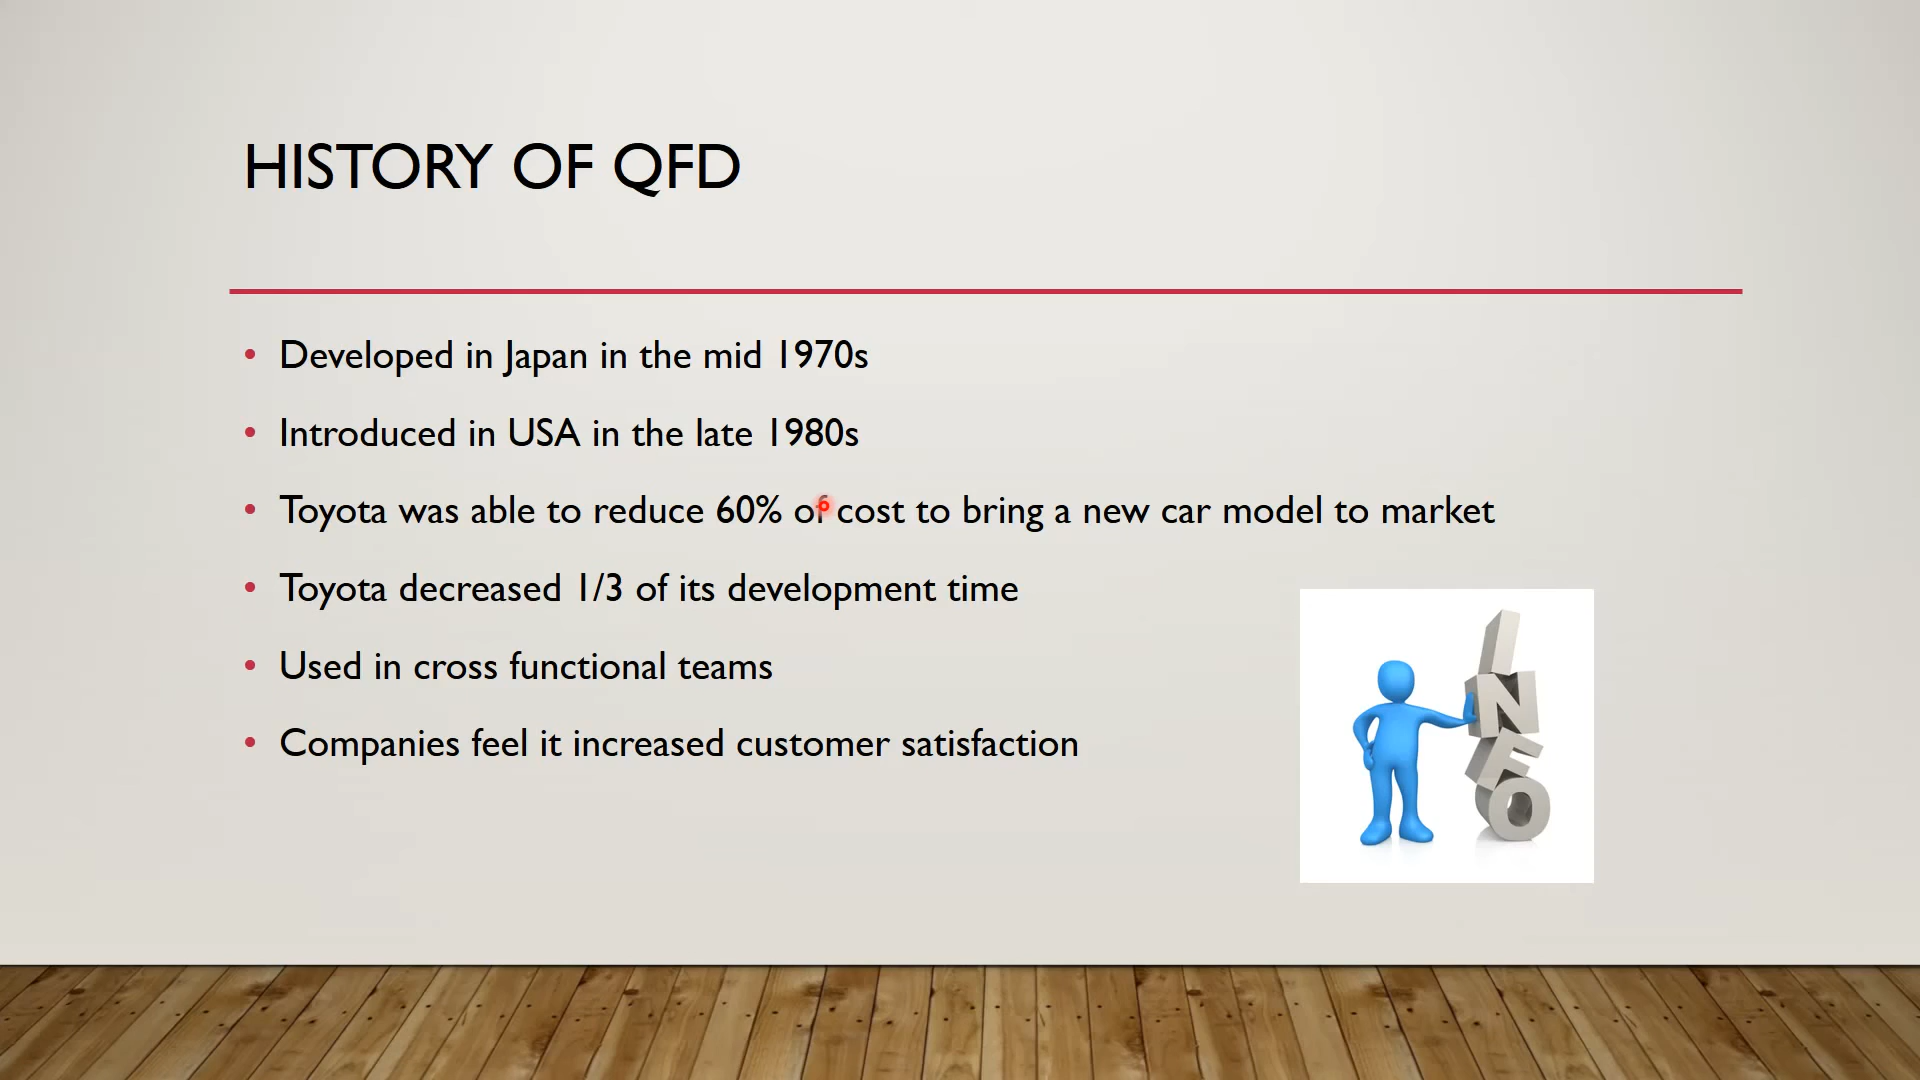 HISTORY OF QFD
• Developed in Japan in the mid 1970s
• Introduced in USA in the late 1980s
• Toyota was able to reduce 60% of cost to bring a new car model to market
• Toyota decreased 1/3 of its development time
• Used in cross functional teams
• Companies feel it increased customer satisfaction
INFO